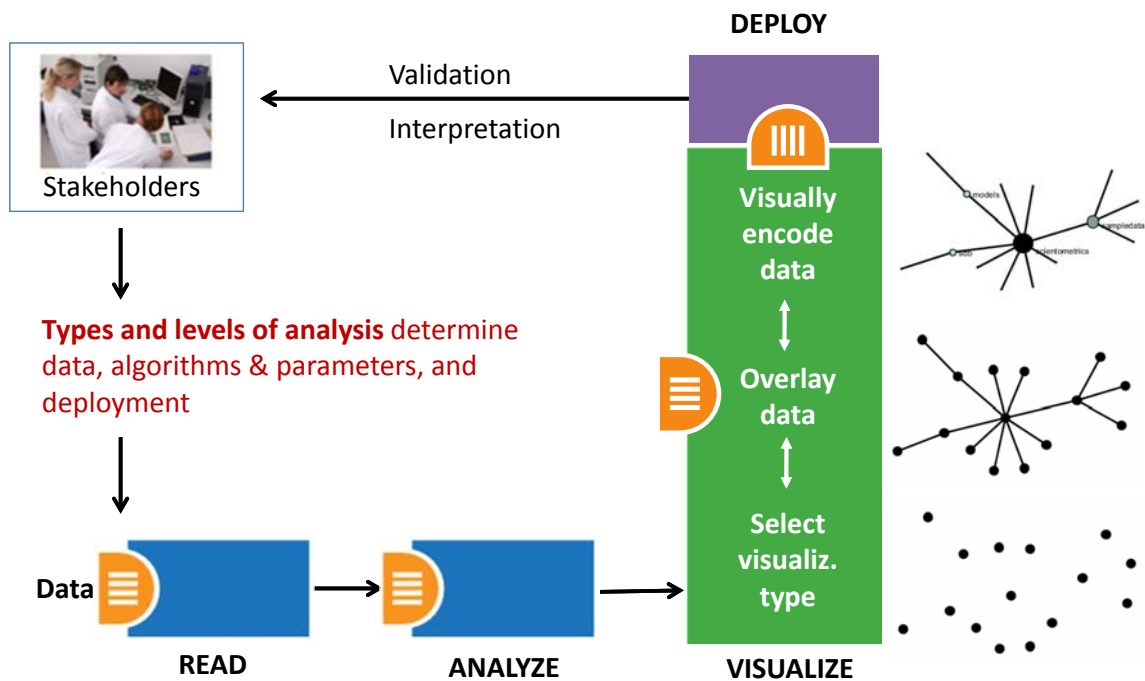 DEPLOY
Validation
Interpretation
Stakeholders
Types and levels of analysis determine
data, algorithms & parameters, and
deployment
Data
READ
ANALYZE
VISUALIZE
Visually
encode
data
Overlay
data
Select
visualiz.
type
models
sampledata
scientometrics